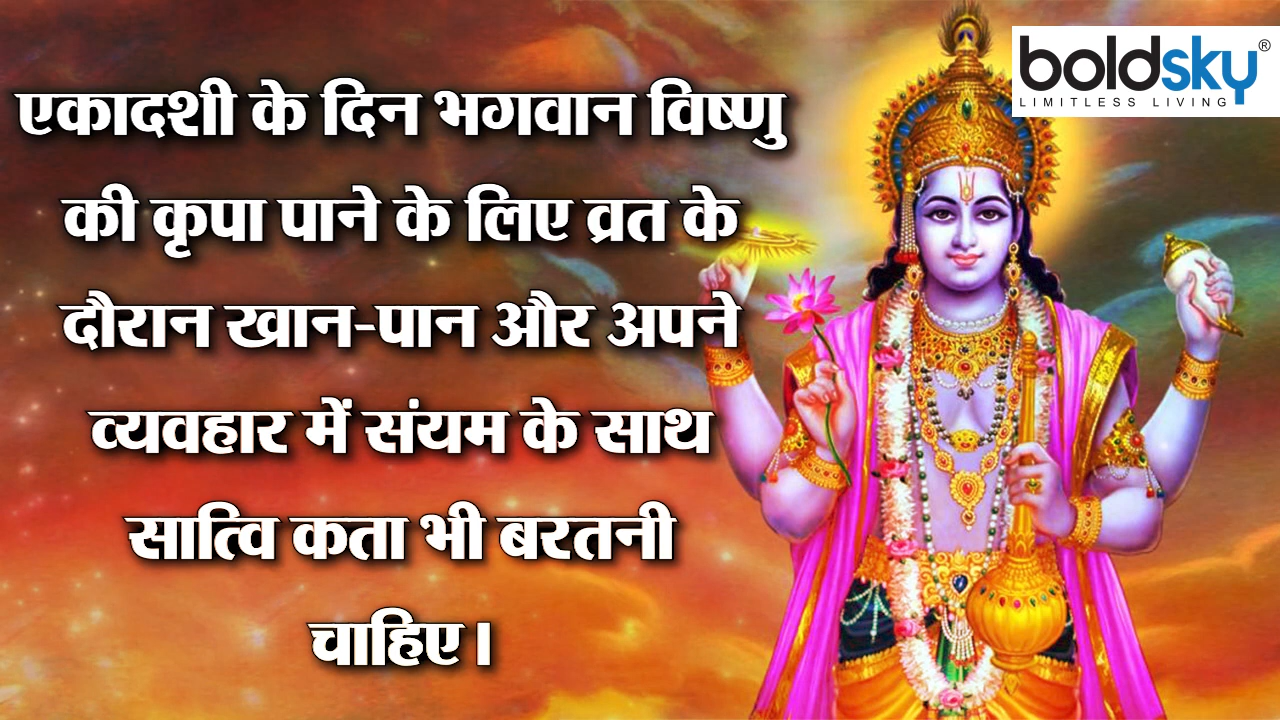 एकादशी के दिन भगवान विष्णु
की कृपा पाने के लिए व्रत के
दौरान खान-पान और अपने
व्यवहार में संयम के साथ
सात्वि कता भी बरतनी
चाहिए।
boldsky®
LIMITLESS LIVING